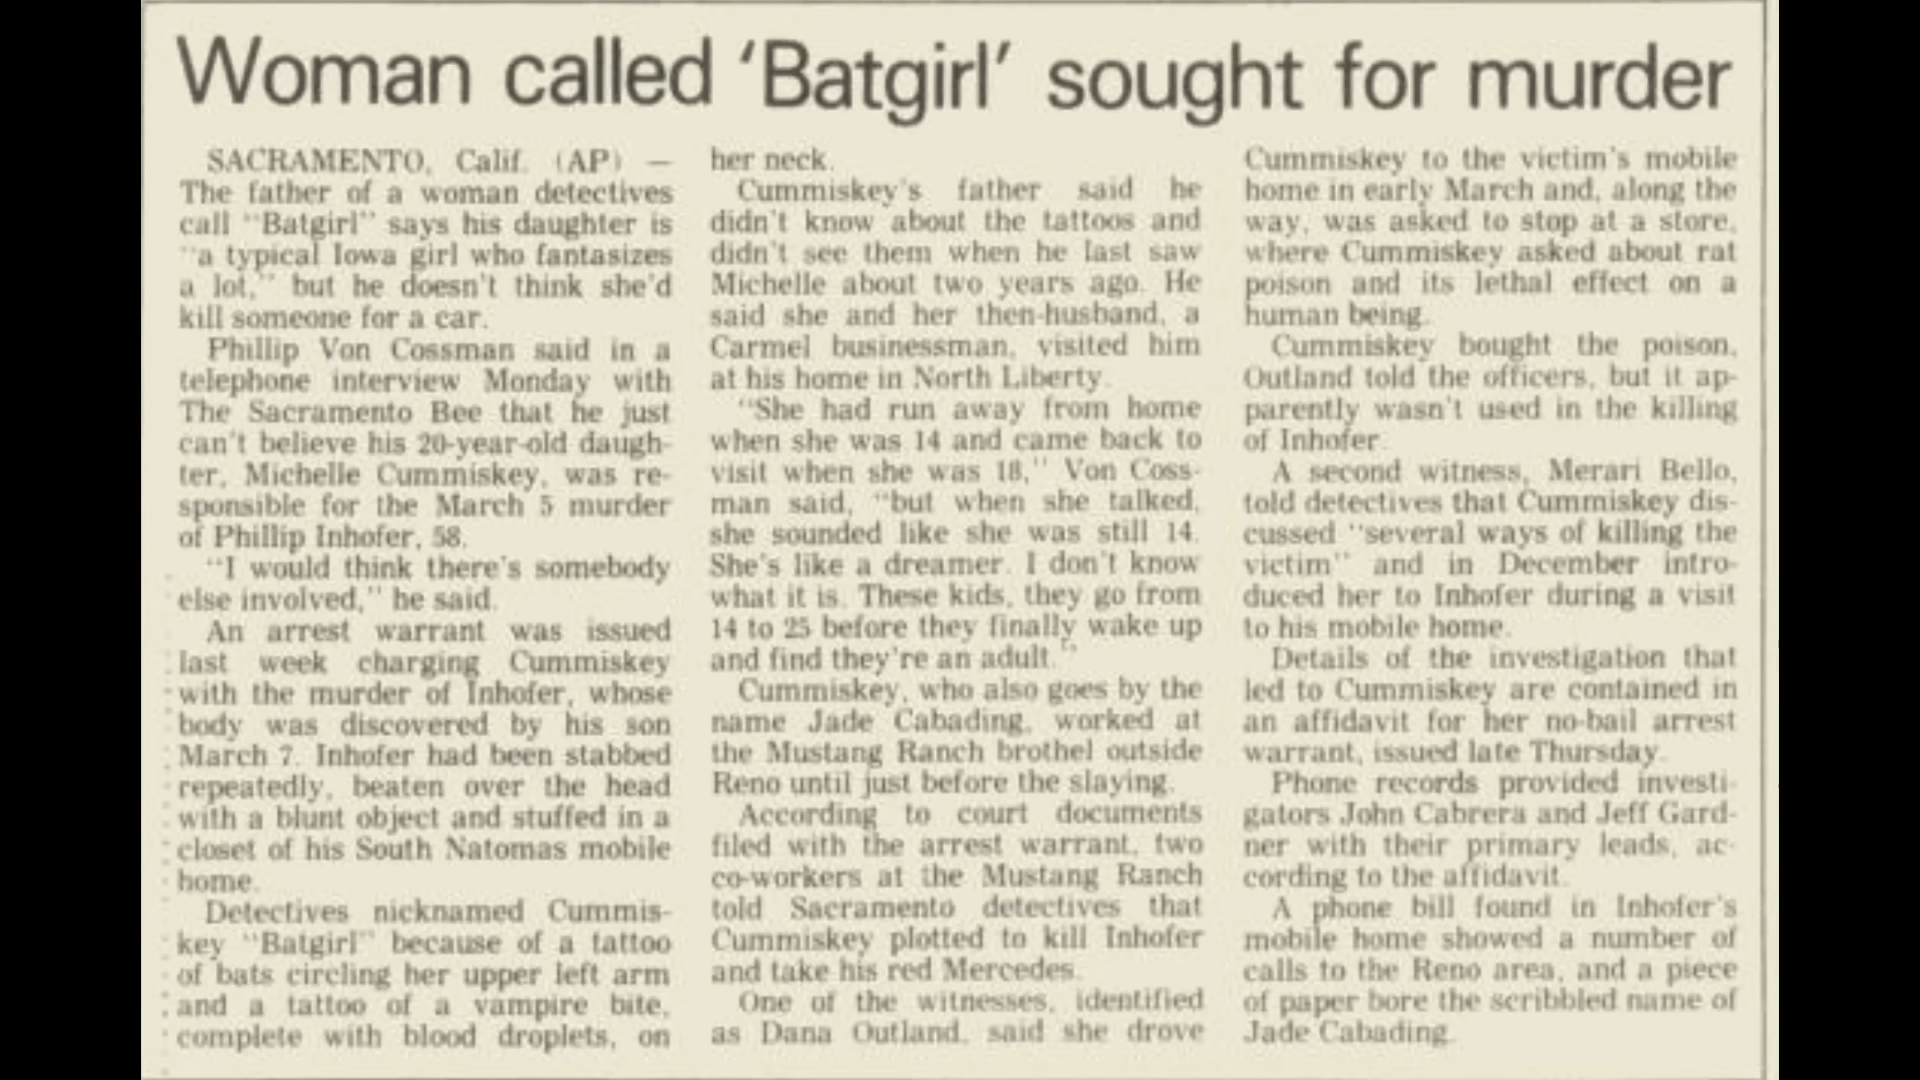 Woman called 'Batgirl' sought for murder
SACRAMENTO, Calif. (AP) —
The father of a woman detectives
call "Batgirl" says his daughter is
"a typical Iowa girl who fantasizes
a lot," but he doesn't think she'd
kill someone for a car.
Phillip Von Cossman said in a
telephone interview Monday with
The Sacramento Bee that he just
can't believe his 20-year-old daugh-
ter, Michelle Cummiskey, was re-
sponsible for the March 5 murder
of Phillip Inhofer, 58.
"I would think there's somebody
else involved," he said.
An arrest warrant was issued
last week charging Cummiskey
with the murder of Inhofer, whose
body was discovered by his son
March 7. Inhofer had been stabbed
repeatedly, beaten over the head
with a blunt object and stuffed in a
closet of his South Natomas mobile
home.
Detectives nicknamed Cummis-
key "Batgirl" because of a tattoo
of bats circling her upper left arm
and a tattoo of a vampire bite,
complete with blood droplets, on
her neck.
Cummiskey's father said he
didn't know about the tattoos and
didn't see them when he last saw
Michelle about two years ago. He
said she and her then-husband, a
Carmel businessman, visited him
at his home in North Liberty.
"She had run away from home
when she was 14 and came back to
visit when she was 18," Von Coss-
man said, "but when she talked,
she sounded like she was still 14.
She's like a dreamer. I don't know
what it is. These kids, they go from
14 to 25 before they finally wake up
and find they're an adult."
Cummiskey, who also goes by the
name Jade Cabading, worked at
the Mustang Ranch brothel outside
Reno until just before the slaying.
According to court documents
filed with the arrest warrant, two
co-workers at the Mustang Ranch
told Sacramento detectives that
Cummiskey plotted to kill Inhofer
and take his red Mercedes.
One of the witnesses, identified
as Dana Outland, said she drove
Cummiskey to the victim's mobile
home in early March and, along the
way, was asked to stop at a store,
where Cummiskey asked about rat
poison and its lethal effect on a
human being.
Cummiskey bought the poison,
Outland told the officers, but it ap-
parently wasn't used in the killing
of Inhofer.
A second witness, Merari Bello,
told detectives that Cummiskey dis-
cussed "several ways of killing the
victim" and in December intro-
duced her to Inhofer during a visit
to his mobile home.
Details of the investigation that
led to Cummiskey are contained in
an affidavit for her no-bail arrest
warrant, issued late Thursday.
Phone records provided investi-
gators John Cabrera and Jeff Gard-
ner with their primary leads, ac-
cording to the affidavit.
A phone bill found in Inhofer's
mobile home showed a number of
calls to the Reno area, and a piece
of paper bore the scribbled name of
Jade Cabading.